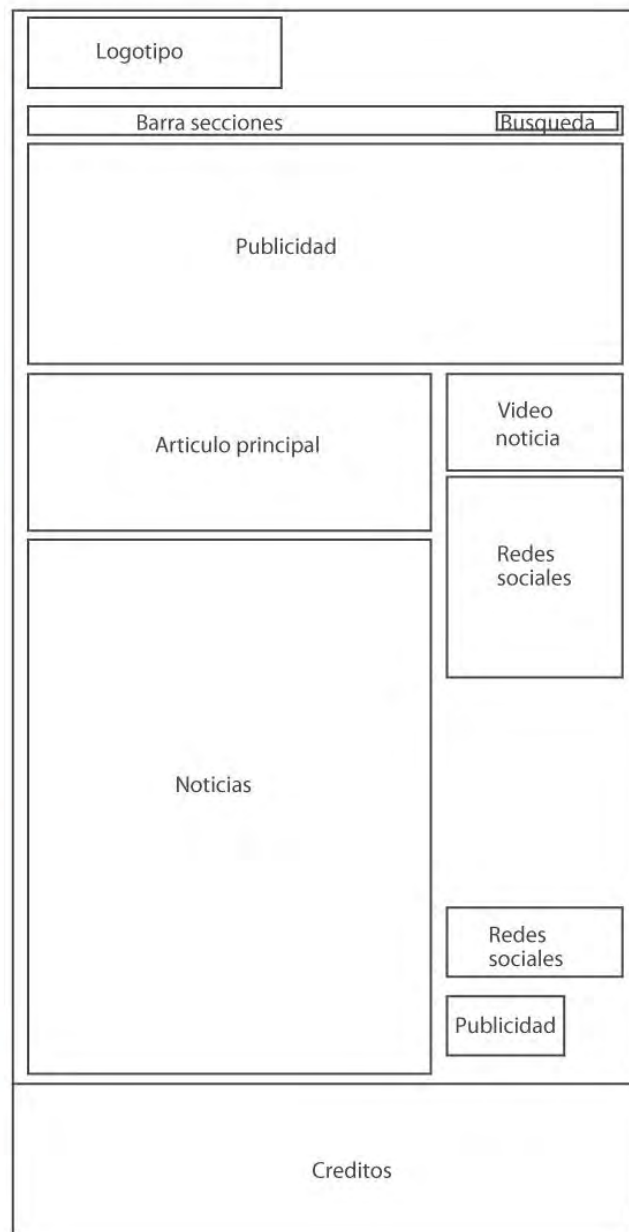 Logotipo
Barra secciones
Busqueda
Publicidad
Articulo principal
Video
noticia
Redes
sociales
Noticias
Redes
sociales
Publicidad
Creditos